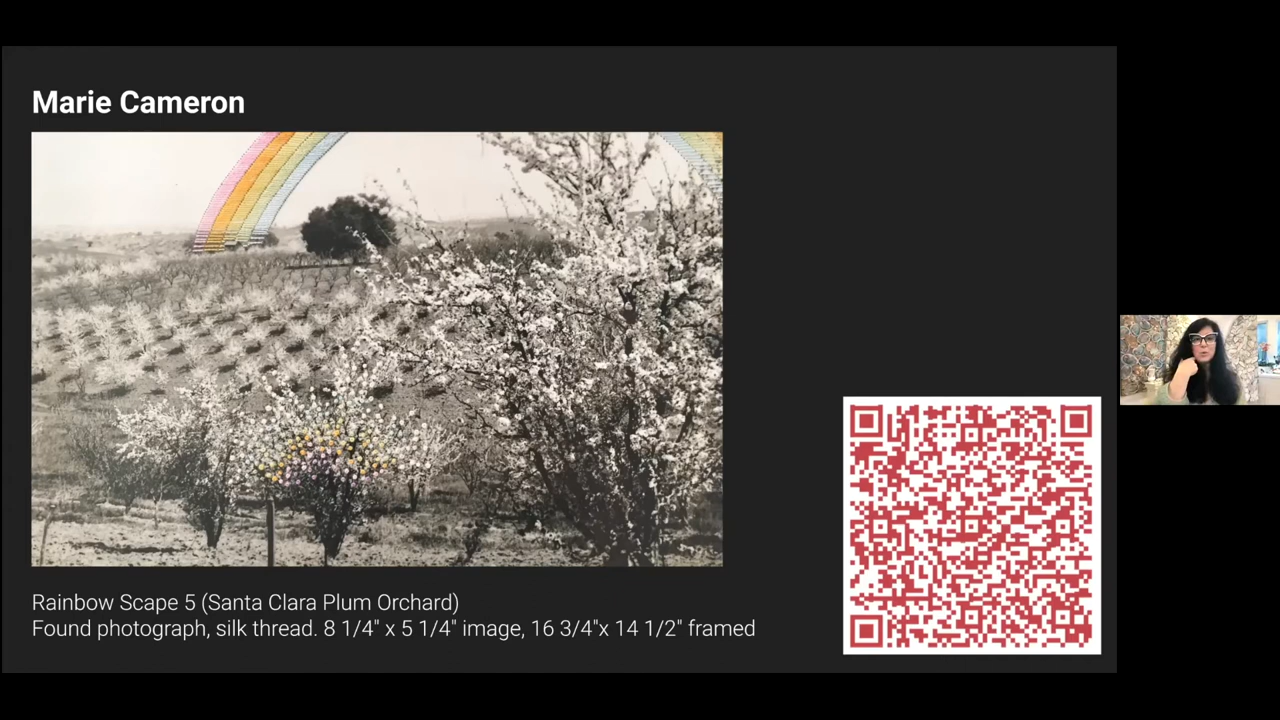 Marie Cameron
Rainbow Scape 5 (Santa Clara Plum Orchard)
Found photograph, silk thread. 8 1/4" x 5 1/4" image, 16 3/4"x 14 1/2" framed